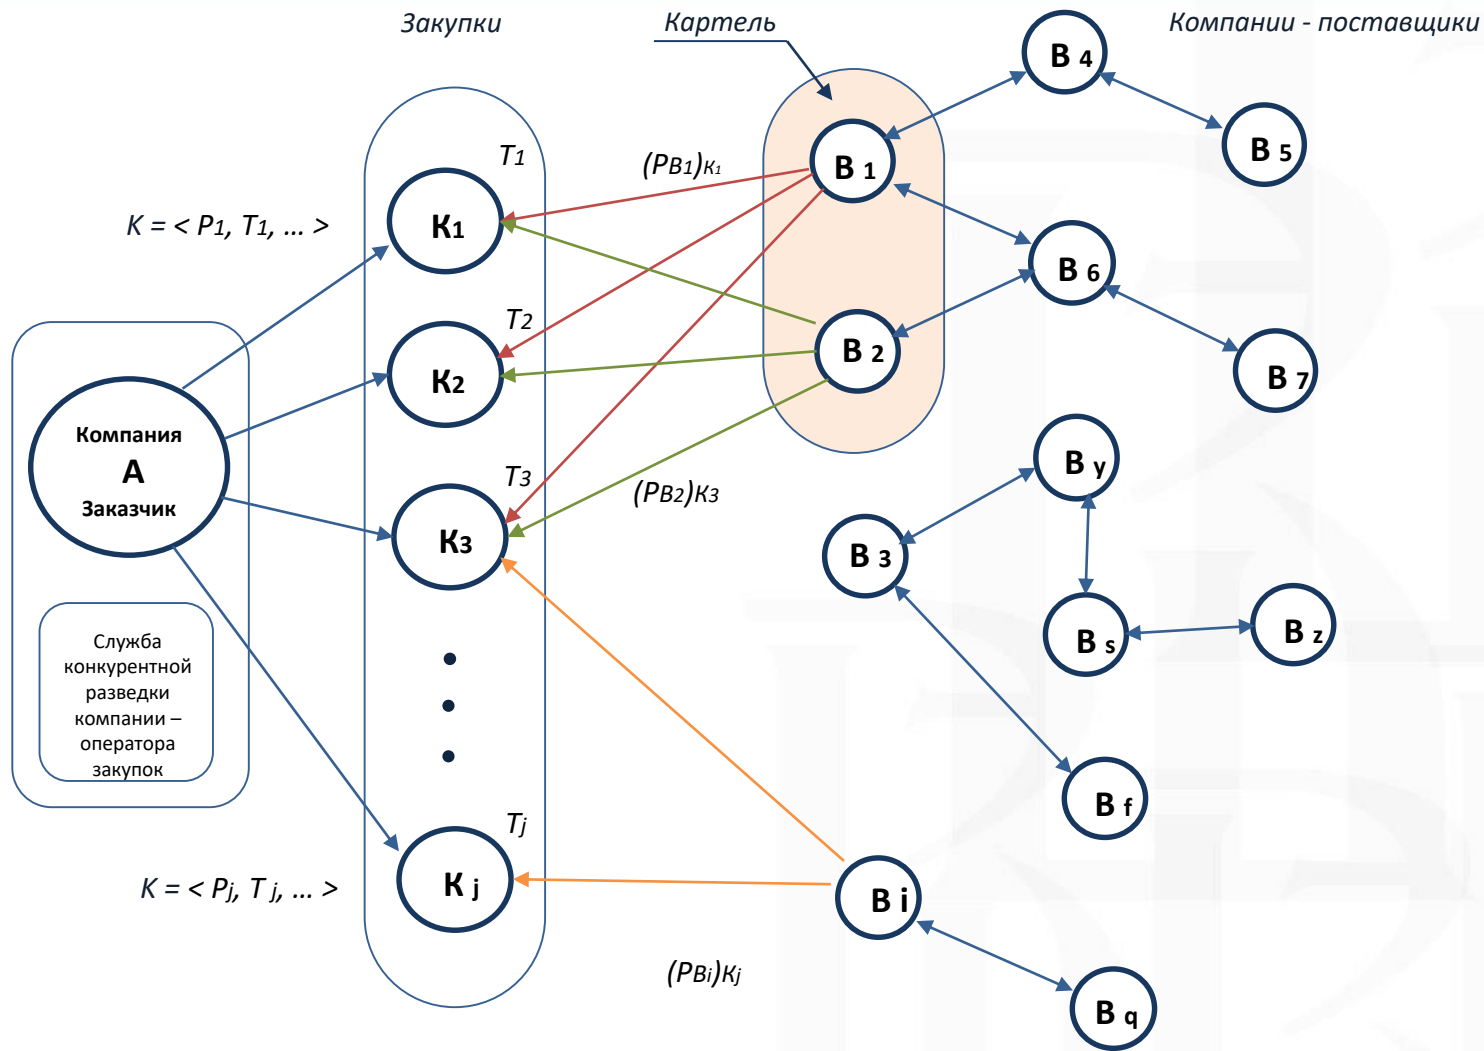 Закупки
Картель
Компании - поставщики
В 4
В 5
T1
(PB1)K1
В 1
K = < P1, T1, ... >
К1
В 6
T2
В 2
К2
В 7
Компания
А
Заказчик
T3
(PB2)K3
В y
К3
В 3
В s
В z
Служба
конкурентной
разведки
компании –
оператора
закупок
В f
Tj
K = < Pj, T j, ... >
К j
В i
(PBi)Kj
В q